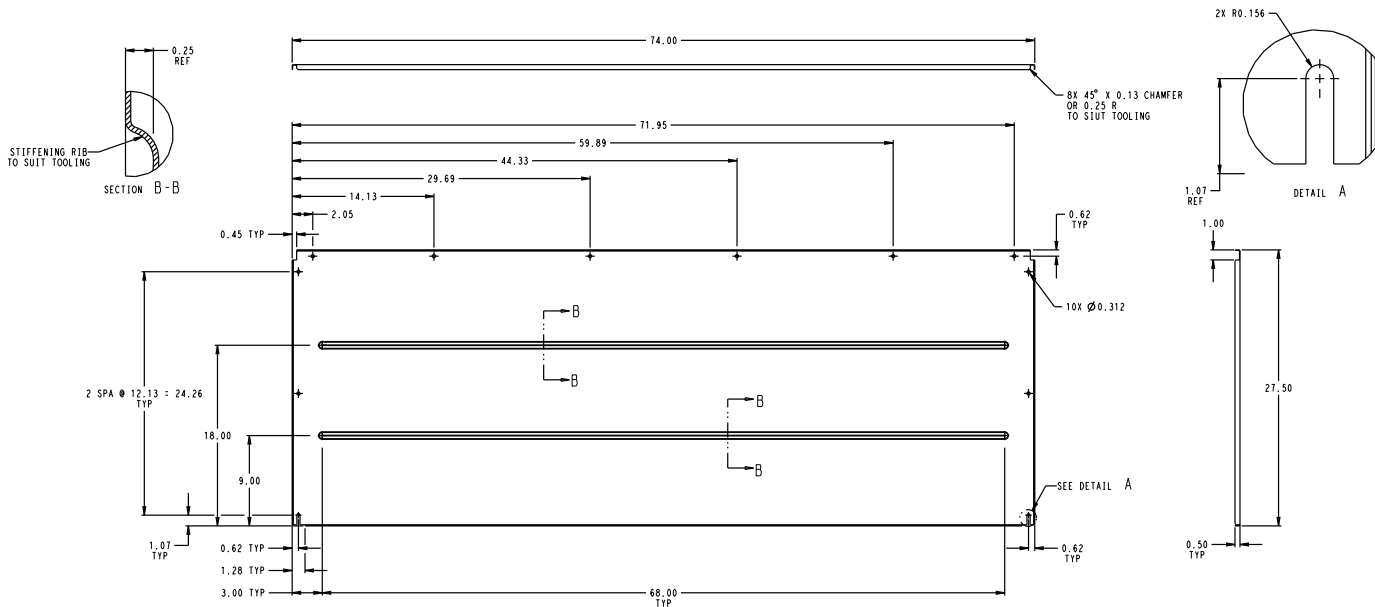 2X R0.156
74.00
0.25
REF
8X 45° X 0.13 CHAMFER
OR 0.25 R
TO SIUT TOOLING
71.95
STIFFENING RIB
TO SUIT TOOLING
59.89
44.33
SECTION B-B
29.69
1.07
REF
DETAIL A
14.13
2.05
0.62
TYP
1.00
0.45 TYP
10X Ø0.312
B
B
2 SPA @ 12.13 = 24.26
TYP
27.50
B
18.00
B
9.00
SEE DETAIL A
1.07
TYP
0.62 TYP
0.62
TYP
0.50
TYP
1.28 TYP
3.00 TYP
68.00
TYP